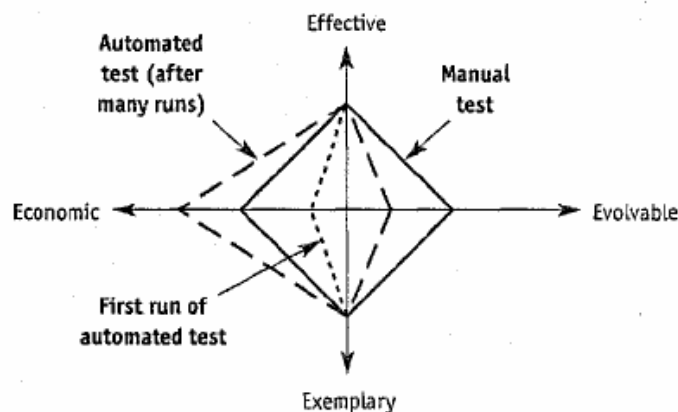 Effective
Automated
test (after
many runs)
Manual
test
Economic
Evolvable
First run of
automated test
Exemplary